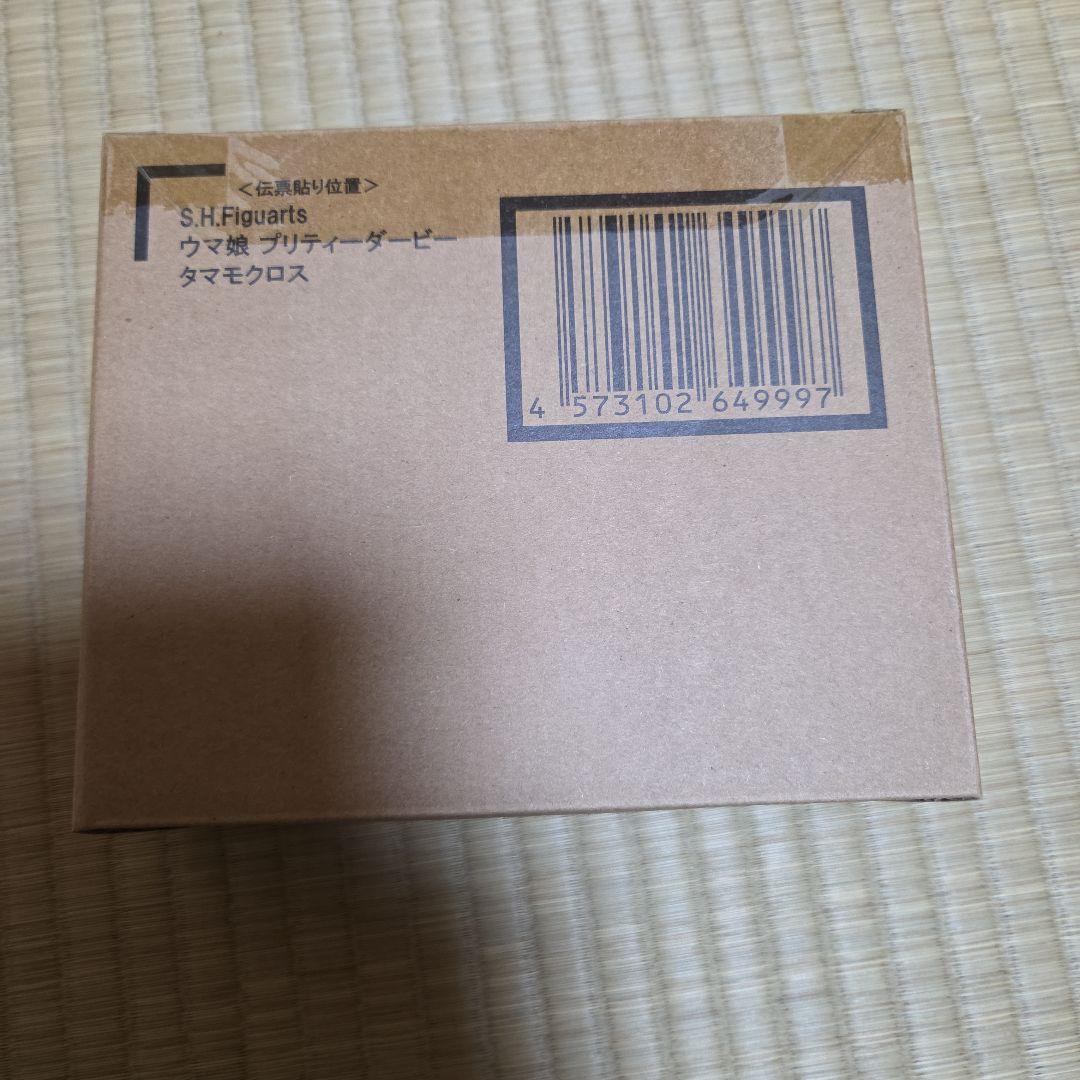 ＜伝票貼り位置＞
S.H.Figuarts
ウマ娘 プリティーダービー
タマモクロス
4 573102 649997